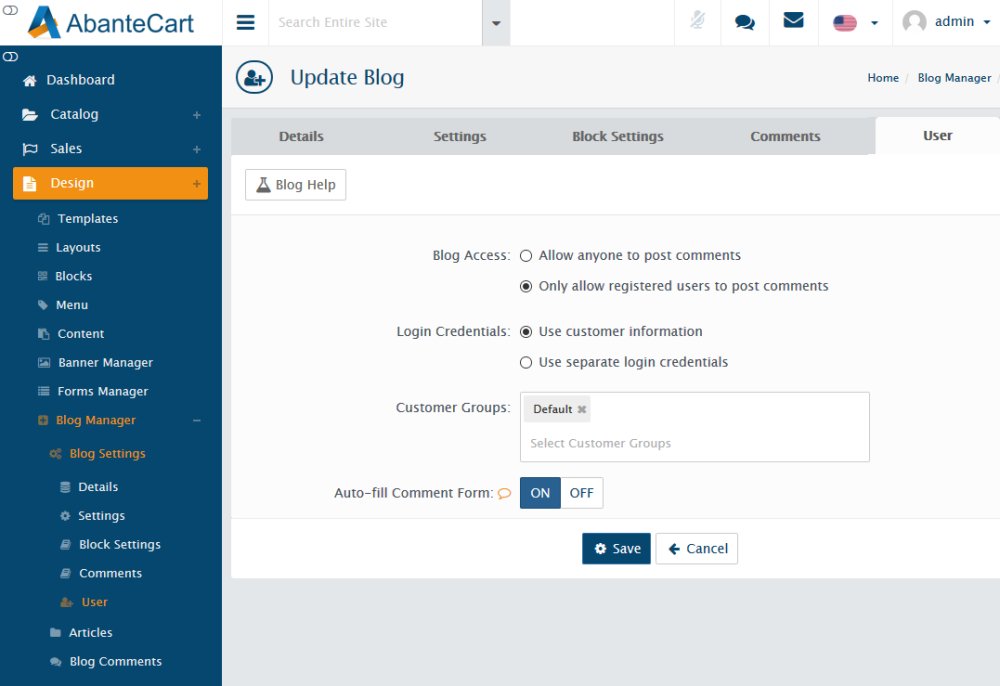 AbanteCart
Search Entire Site
admin
Dashboard
Catalog +
Sales +
Design +
Templates
Layouts
Blocks
Menu
Content
Banner Manager
Forms Manager
Blog Manager −
Blog Settings
Details
Settings
Block Settings
Comments
User
Articles
Blog Comments
Update Blog
Home / Blog Manager /
Details Settings Block Settings Comments User
Blog Help
Blog Access: Allow anyone to post comments
Only allow registered users to post comments
Login Credentials: Use customer information
Use separate login credentials
Customer Groups: Default ×
Select Customer Groups
Auto-fill Comment Form: ON OFF
Save Cancel